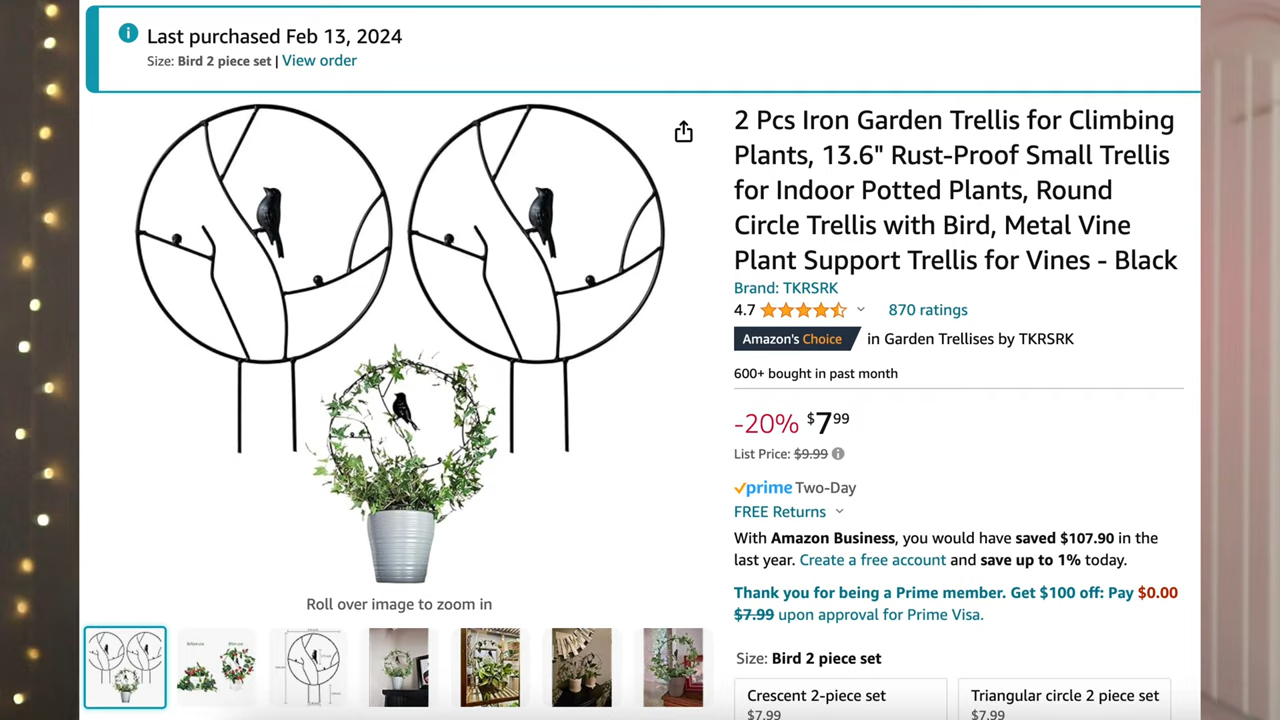 Last purchased Feb 13, 2024
Size: Bird 2 piece set | View order
2 Pcs Iron Garden Trellis for Climbing
Plants, 13.6" Rust-Proof Small Trellis
for Indoor Potted Plants, Round
Circle Trellis with Bird, Metal Vine
Plant Support Trellis for Vines - Black
Brand: TKRSRK
4.7 870 ratings
Amazon's Choice in Garden Trellises by TKRSRK
600+ bought in past month
-20% $7.99
List Price: $9.99
prime Two-Day
FREE Returns
With Amazon Business, you would have saved $107.90 in the
last year. Create a free account and save up to 1% today.
Thank you for being a Prime member. Get $100 off: Pay $0.00
$7.99 upon approval for Prime Visa.
Roll over image to zoom in
Size: Bird 2 piece set
Crescent 2-piece set
$7.99
Triangular circle 2 piece set
$7.99